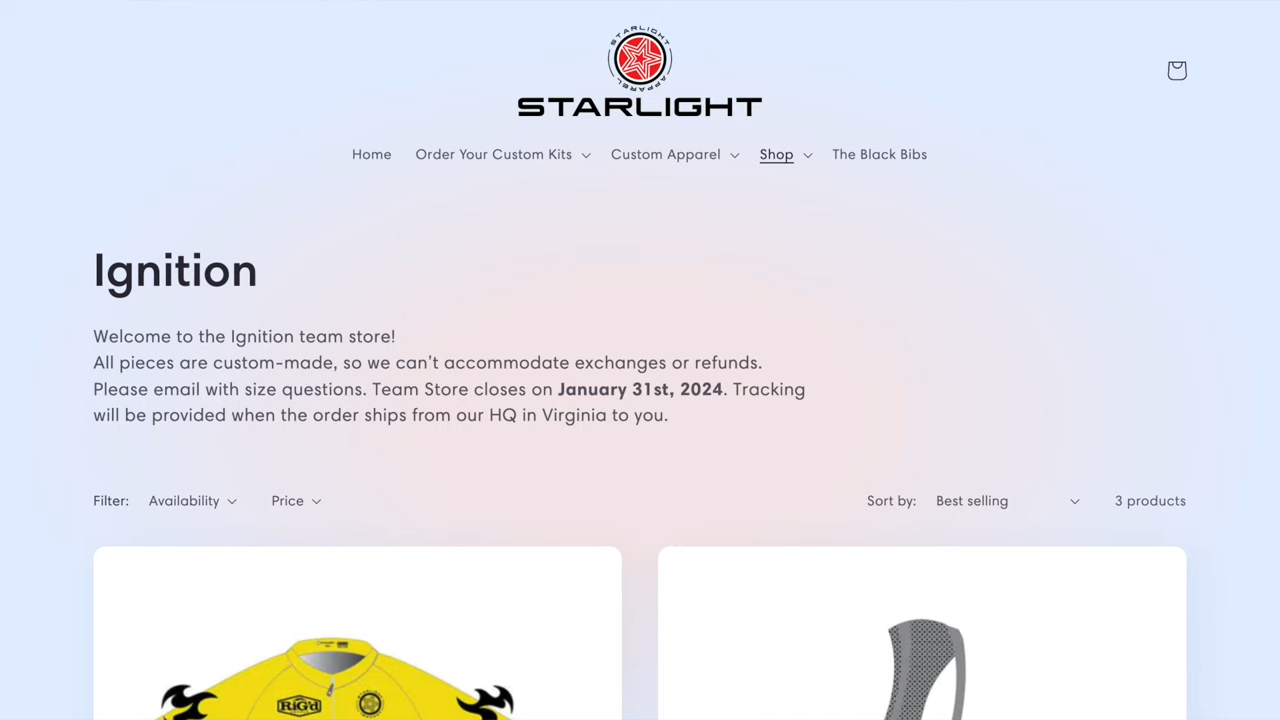 STARLIGHT
APPAREL
STARLIGHT
Home
Order Your Custom Kits
Custom Apparel
Shop
The Black Bibs
Ignition
Welcome to the Ignition team store!
All pieces are custom-made, so we can't accommodate exchanges or refunds.
Please email with size questions. Team Store closes on January 31st, 2024. Tracking
will be provided when the order ships from our HQ in Virginia to you.
Filter:
Availability
Price
Sort by:
Best selling
3 products
RiG'd